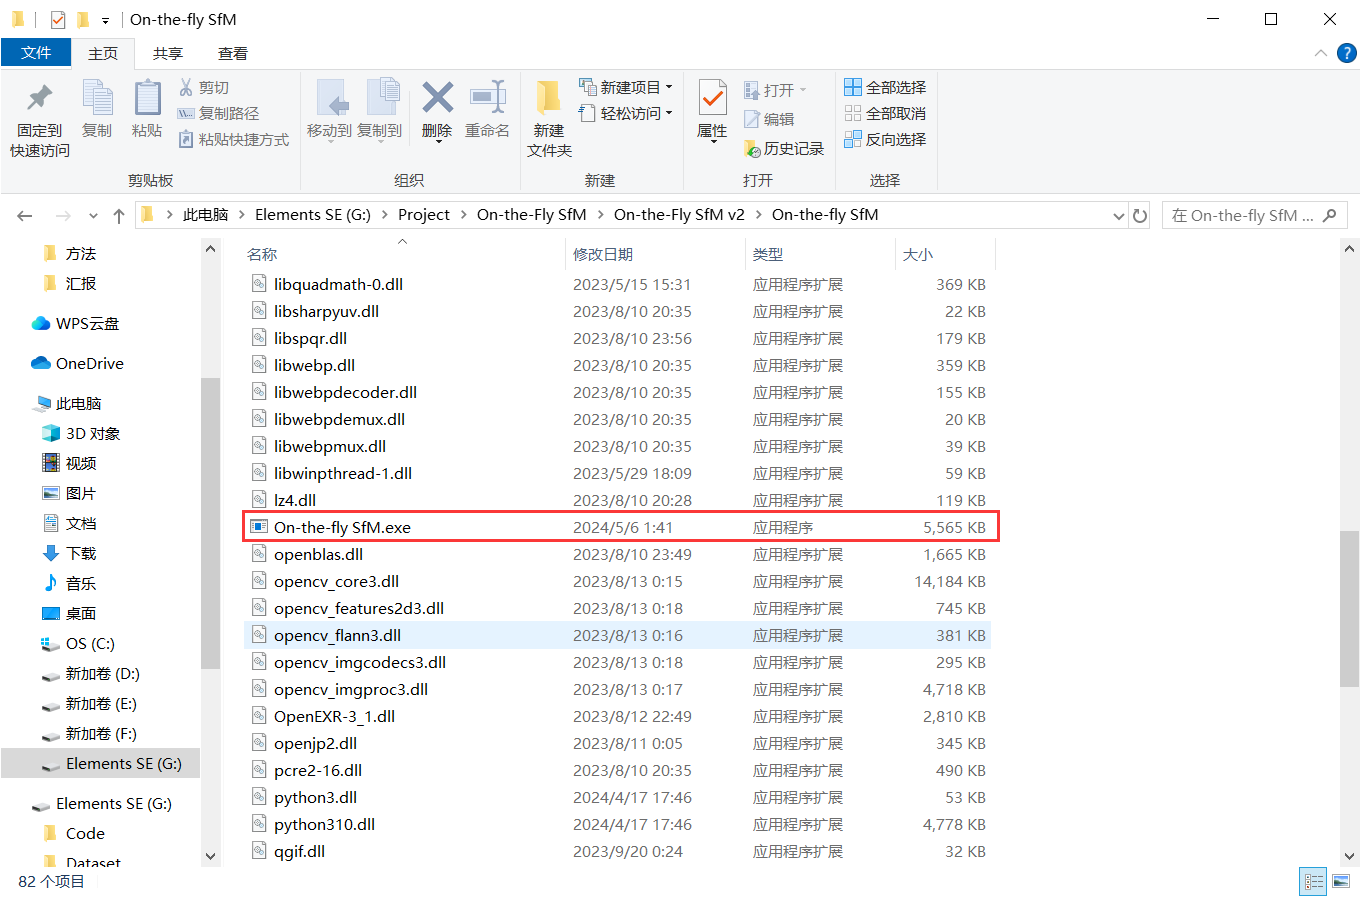 On-the-fly SfM
文件 主页 共享 查看
固定到
快速访问
复制
粘贴
剪切
复制路径
粘贴快捷方式
剪贴板
移动到
复制到
删除
重命名
组织
新建
文件夹
新建项目
轻松访问
新建
属性
打开
编辑
历史记录
打开
全部选择
全部取消
反向选择
选择
此电脑 > Elements SE (G:) > Project > On-the-Fly SfM > On-the-Fly SfM v2 > On-the-fly SfM
在 On-the-fly SfM ...
方法
汇报
WPS云盘
OneDrive
此电脑
3D 对象
视频
图片
文档
下载
音乐
桌面
OS (C:)
新加卷 (D:)
新加卷 (E:)
新加卷 (F:)
Elements SE (G:)
Elements SE (G:)
Code
Dataset
名称 修改日期 类型 大小
libquadmath-0.dll 2023/5/15 15:31 应用程序扩展 369 KB
libsharpyuv.dll 2023/8/10 20:35 应用程序扩展 22 KB
libspqr.dll 2023/8/10 23:56 应用程序扩展 179 KB
libwebp.dll 2023/8/10 20:35 应用程序扩展 359 KB
libwebpdecoder.dll 2023/8/10 20:35 应用程序扩展 155 KB
libwebpdemux.dll 2023/8/10 20:35 应用程序扩展 20 KB
libwebpmux.dll 2023/8/10 20:35 应用程序扩展 39 KB
libwinpthread-1.dll 2023/5/29 18:09 应用程序扩展 59 KB
lz4.dll 2023/8/10 20:28 应用程序扩展 119 KB
On-the-fly SfM.exe 2024/5/6 1:41 应用程序 5,565 KB
openblas.dll 2023/8/10 23:49 应用程序扩展 1,665 KB
opencv_core3.dll 2023/8/13 0:15 应用程序扩展 14,184 KB
opencv_features2d3.dll 2023/8/13 0:18 应用程序扩展 745 KB
opencv_flann3.dll 2023/8/13 0:16 应用程序扩展 381 KB
opencv_imgcodecs3.dll 2023/8/13 0:18 应用程序扩展 295 KB
opencv_imgproc3.dll 2023/8/13 0:17 应用程序扩展 4,718 KB
OpenEXR-3_1.dll 2023/8/12 22:49 应用程序扩展 2,810 KB
openjp2.dll 2023/8/11 0:05 应用程序扩展 345 KB
pcre2-16.dll 2023/8/10 20:35 应用程序扩展 490 KB
python3.dll 2024/4/17 17:46 应用程序扩展 53 KB
python310.dll 2024/4/17 17:46 应用程序扩展 4,778 KB
qgif.dll 2023/9/20 0:24 应用程序扩展 32 KB
82 个项目